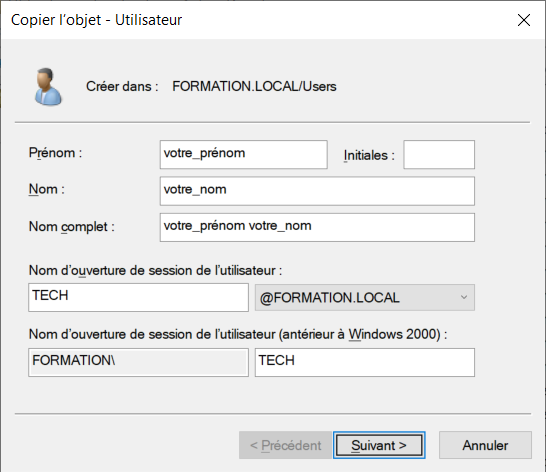 Copier l'objet - Utilisateur
Créer dans : FORMATION.LOCAL/Users
Prénom : votre_prénom Initiales :
Nom : votre_nom
Nom complet : votre_prénom votre_nom
Nom d'ouverture de session de l'utilisateur :
TECH @FORMATION.LOCAL
Nom d'ouverture de session de l'utilisateur (antérieur à Windows 2000) :
FORMATION\ TECH
< Précédent Suivant > Annuler